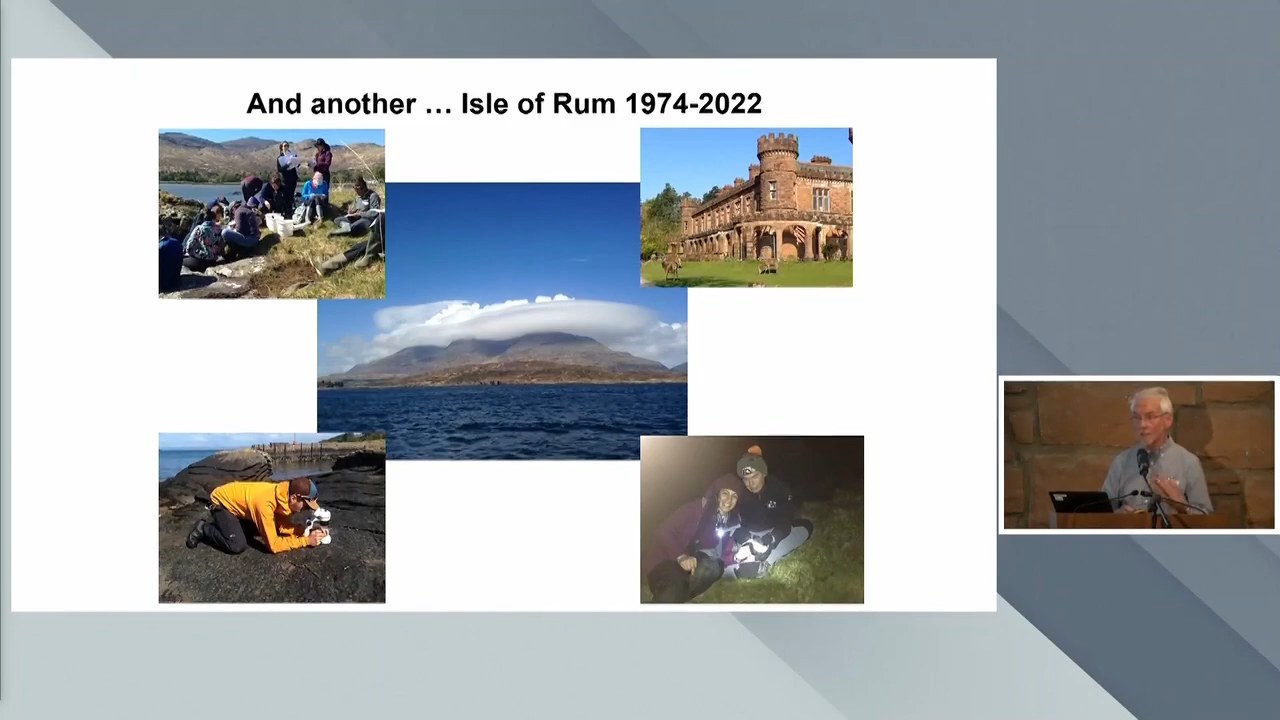 And another … Isle of Rum 1974-2022